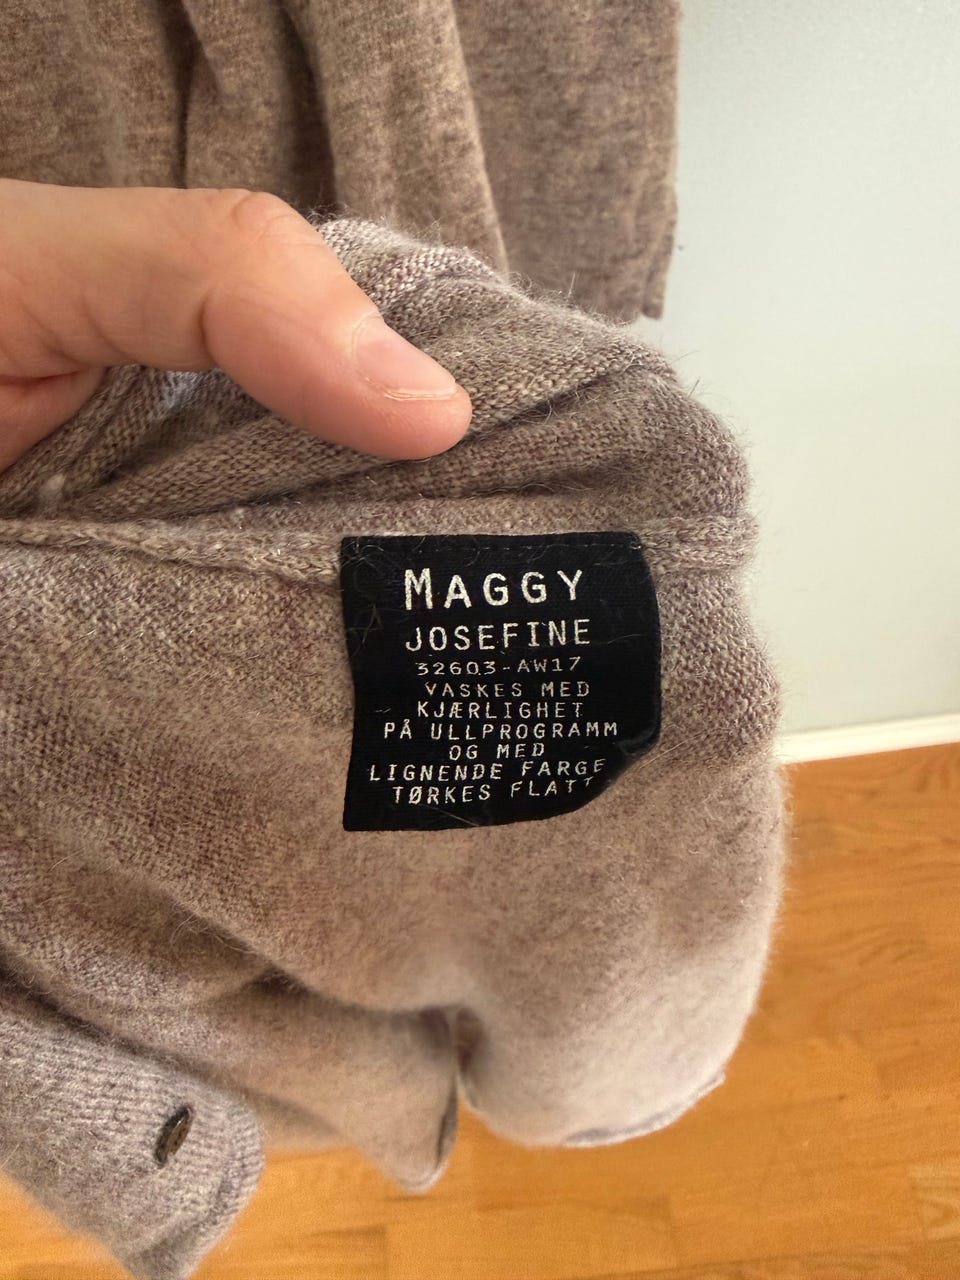 MAGGY
JOSEFINE
32603-AW17
VASKES MED
KJÆRLIGHET
PÅ ULLPROGRAMM
OG MED
LIGNENDE FARGE
TØRKES FLATT